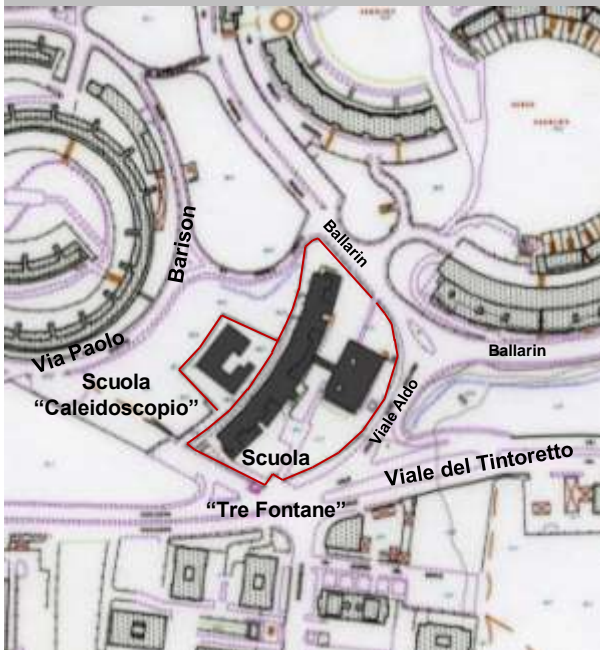 Ballarin
Barison
Via Paolo
Ballarin
Scuola
“Caleidoscopio”
Viale Aldo
Scuola
Viale del Tintoretto
“Tre Fontane”